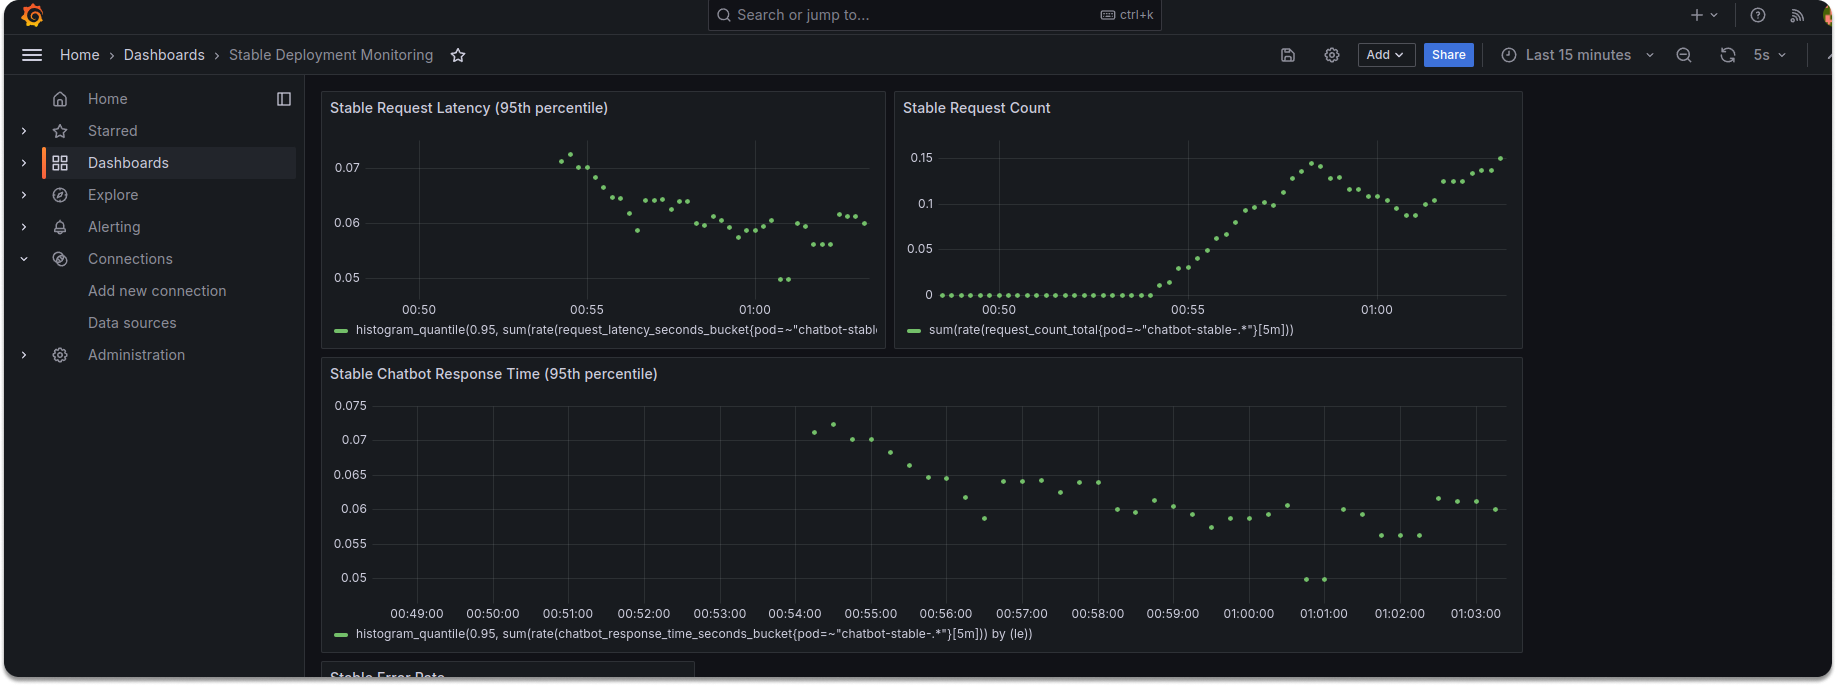 Search or jump to...
ctrl+k
Home › Dashboards › Stable Deployment Monitoring
Add
Share
Last 15 minutes
5s
Home
Starred
Dashboards
Explore
Alerting
Connections
Add new connection
Data sources
Administration
Stable Request Latency (95th percentile)
0.07
0.06
0.05
00:50 00:55 01:00
histogram_quantile(0.95, sum(rate(request_latency_seconds_bucket{pod=~"chatbot-stable
Stable Request Count
0.15
0.1
0.05
0
00:50 00:55 01:00
sum(rate(request_count_total{pod=~"chatbot-stable-.*"}[5m]))
Stable Chatbot Response Time (95th percentile)
0.075
0.07
0.065
0.06
0.055
0.05
00:49:00 00:50:00 00:51:00 00:52:00 00:53:00 00:54:00 00:55:00 00:56:00 00:57:00 00:58:00 00:59:00 01:00:00 01:01:00 01:02:00 01:03:00
histogram_quantile(0.95, sum(rate(chatbot_response_time_seconds_bucket{pod=~"chatbot-stable-.*"}[5m])) by (le))
Stable Error Rate